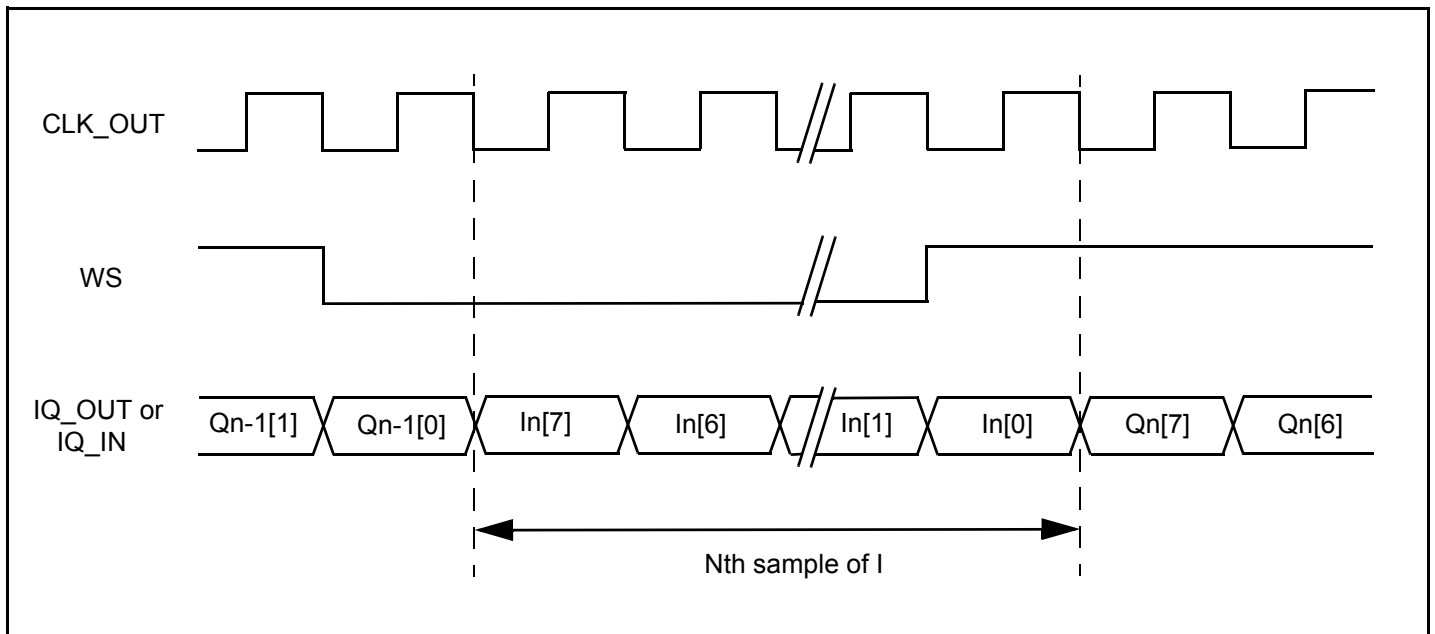 CLK_OUT
WS
IQ_OUT or
IQ_IN
Qn-1[1] Qn-1[0] In[7] In[6] In[1] In[0] Qn[7] Qn[6]
Nth sample of I